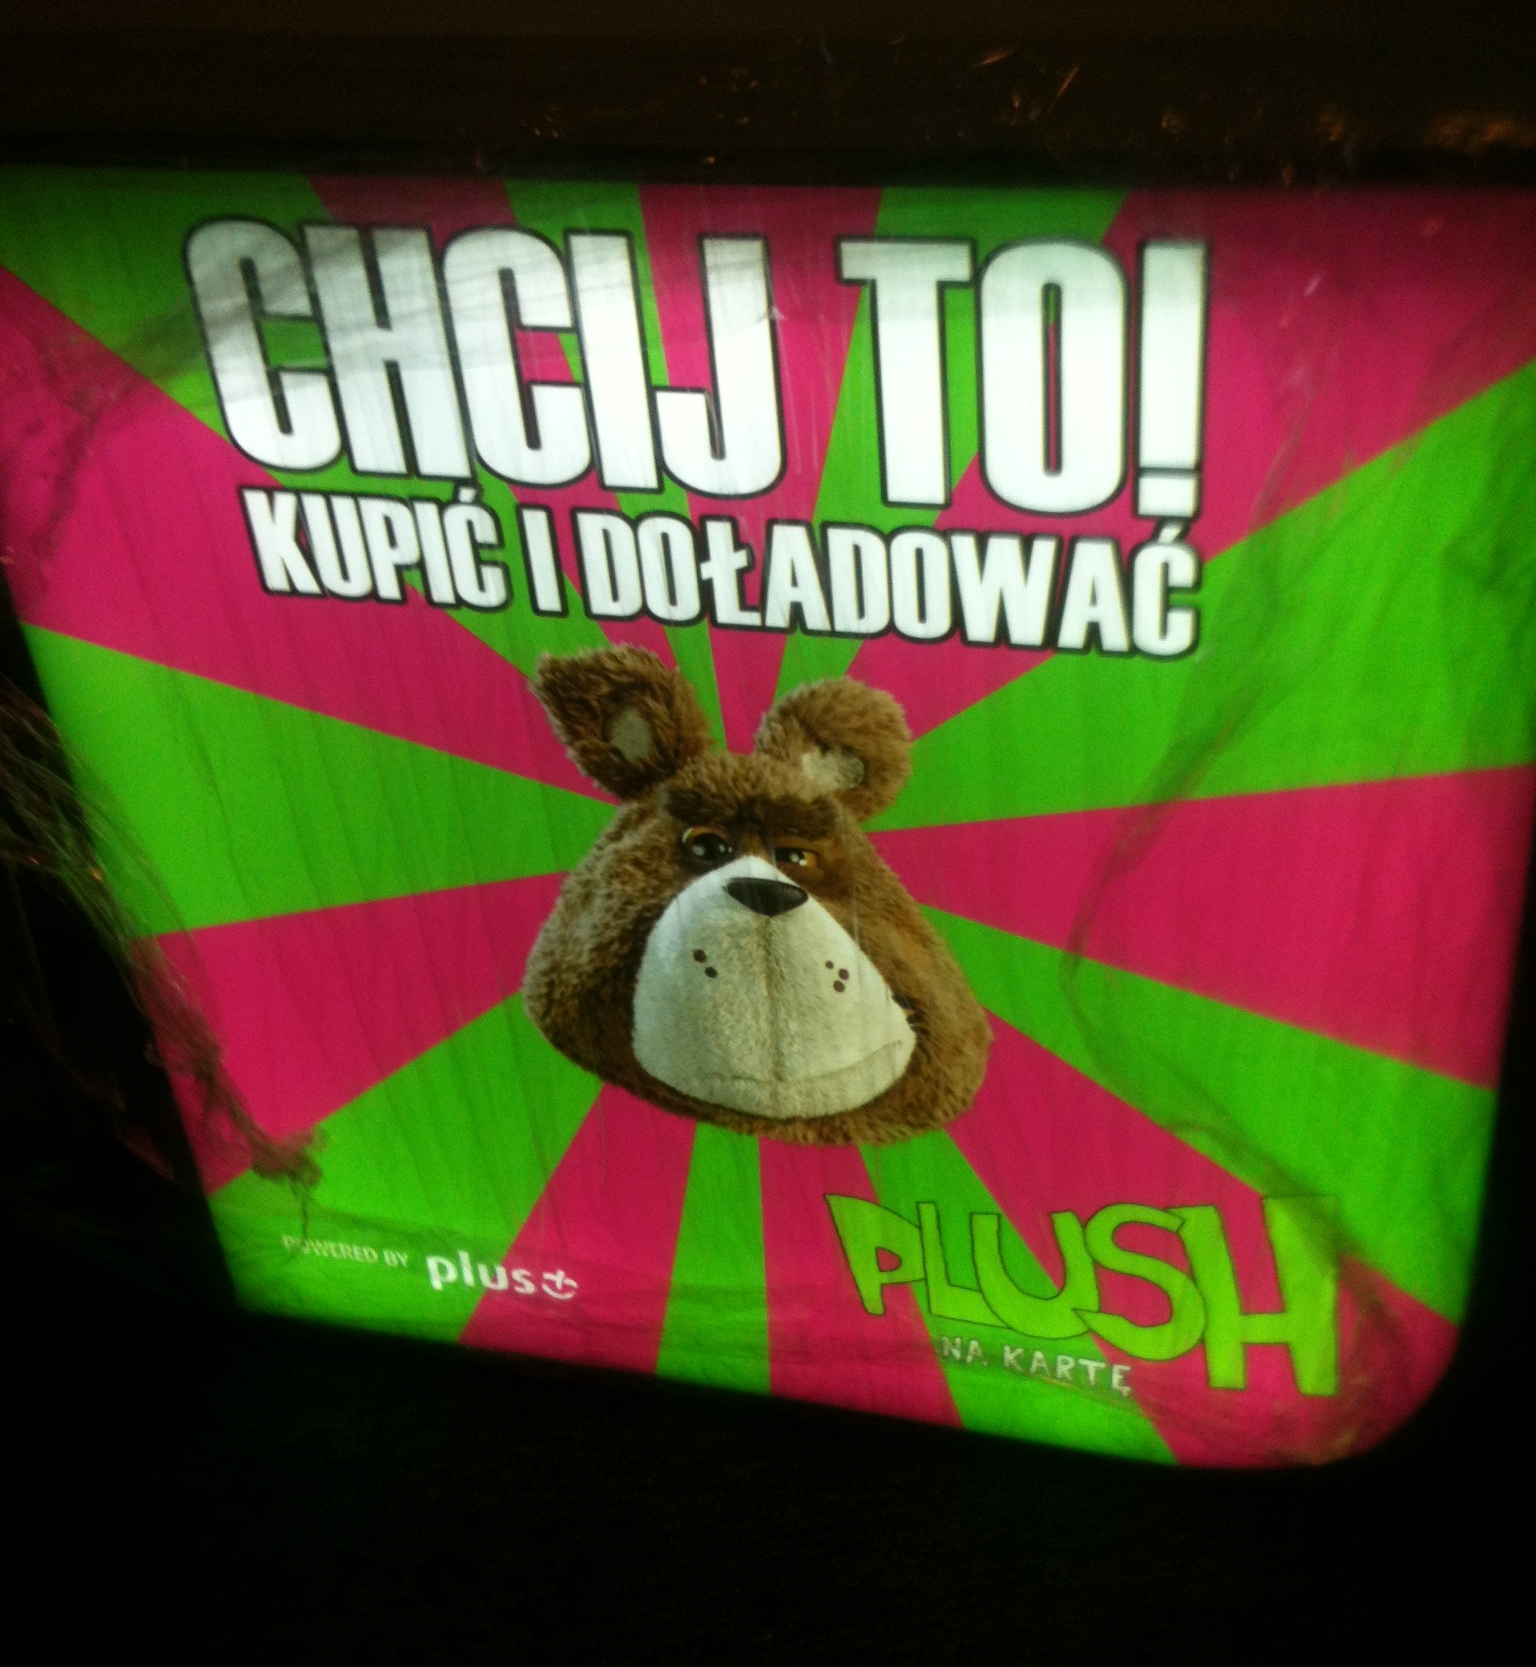 CHCIJ TO!
KUPIĆ I DOŁADOWAĆ
POWERED BY plus
PLUSH
NA KARTĘ